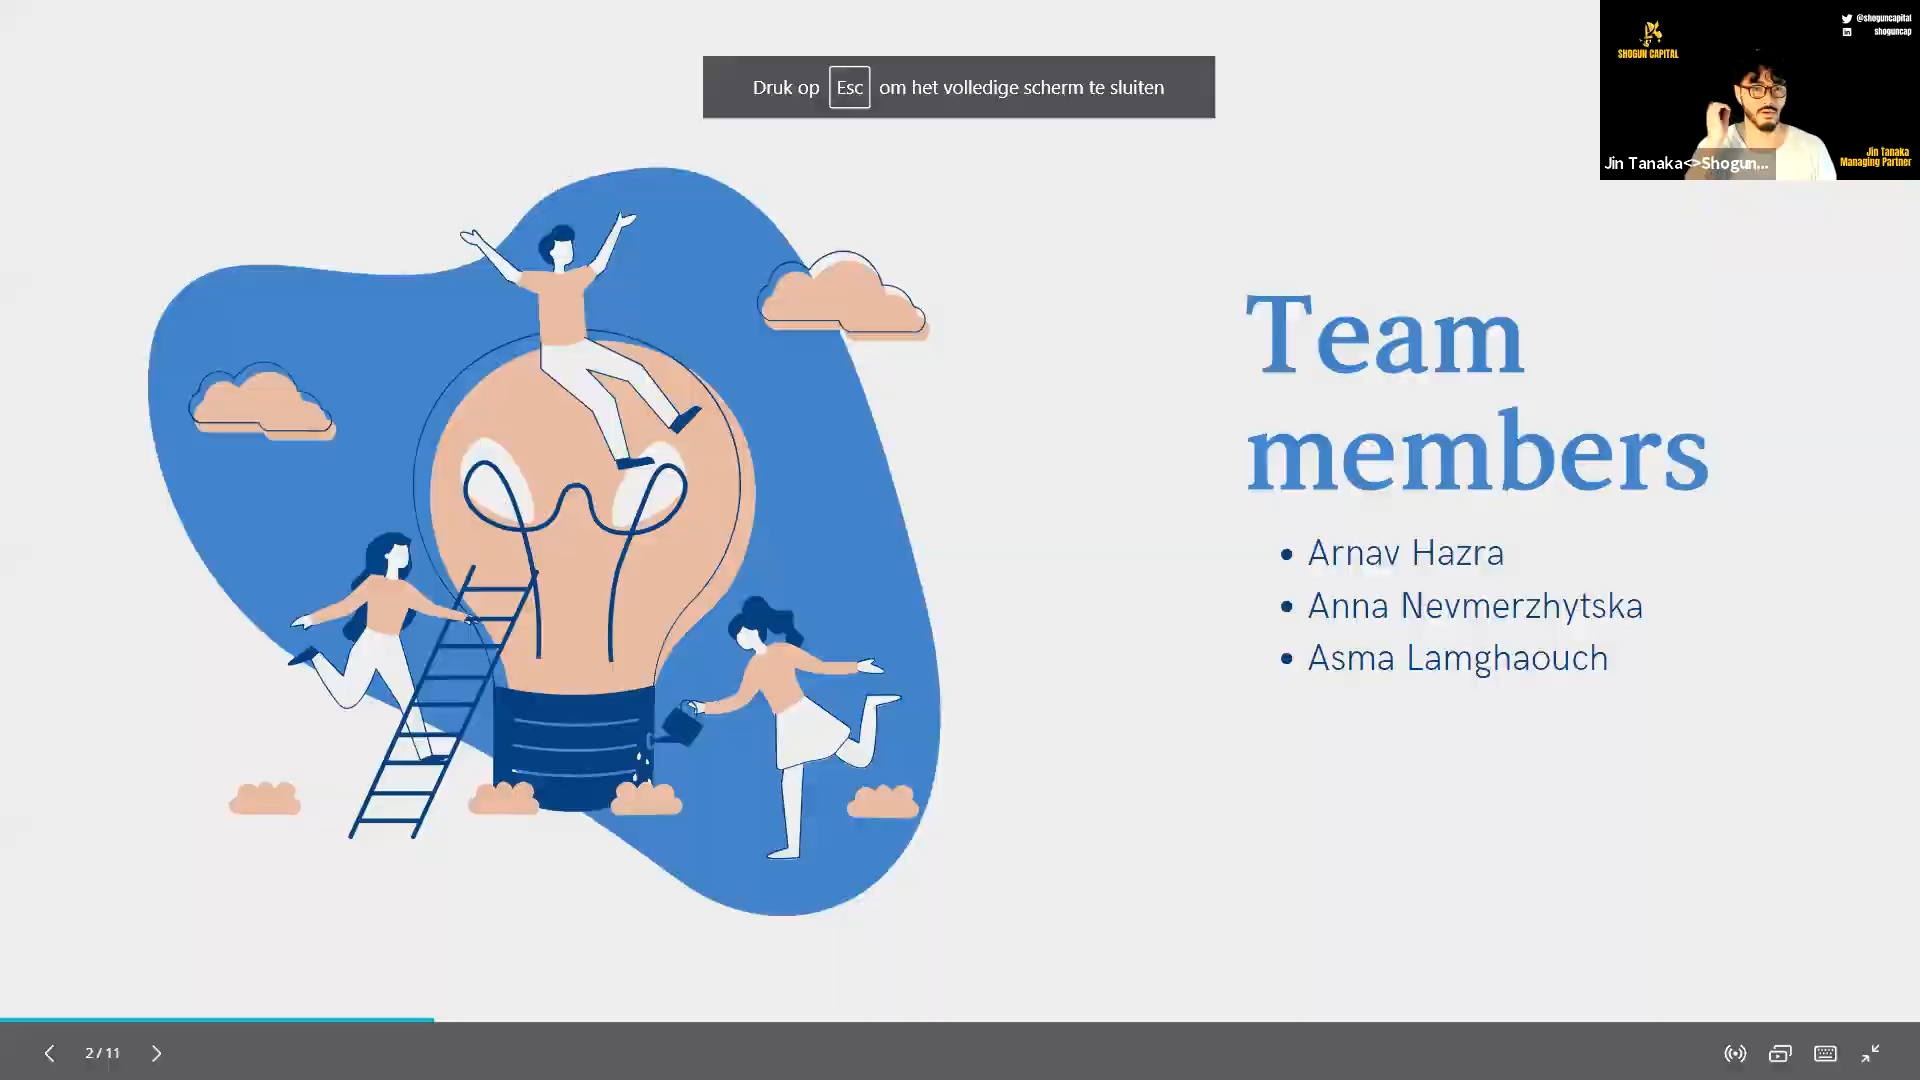 Druk op Esc om het volledige scherm te sluiten
SHOGUN CAPITAL
@shoguncapital
shoguncap
Jin Tanaka
Managing Partner
Jin Tanaka<>Shogun...
Team
members
• Arnav Hazra
• Anna Nevmerzhytska
• Asma Lamghaouch
2 / 11